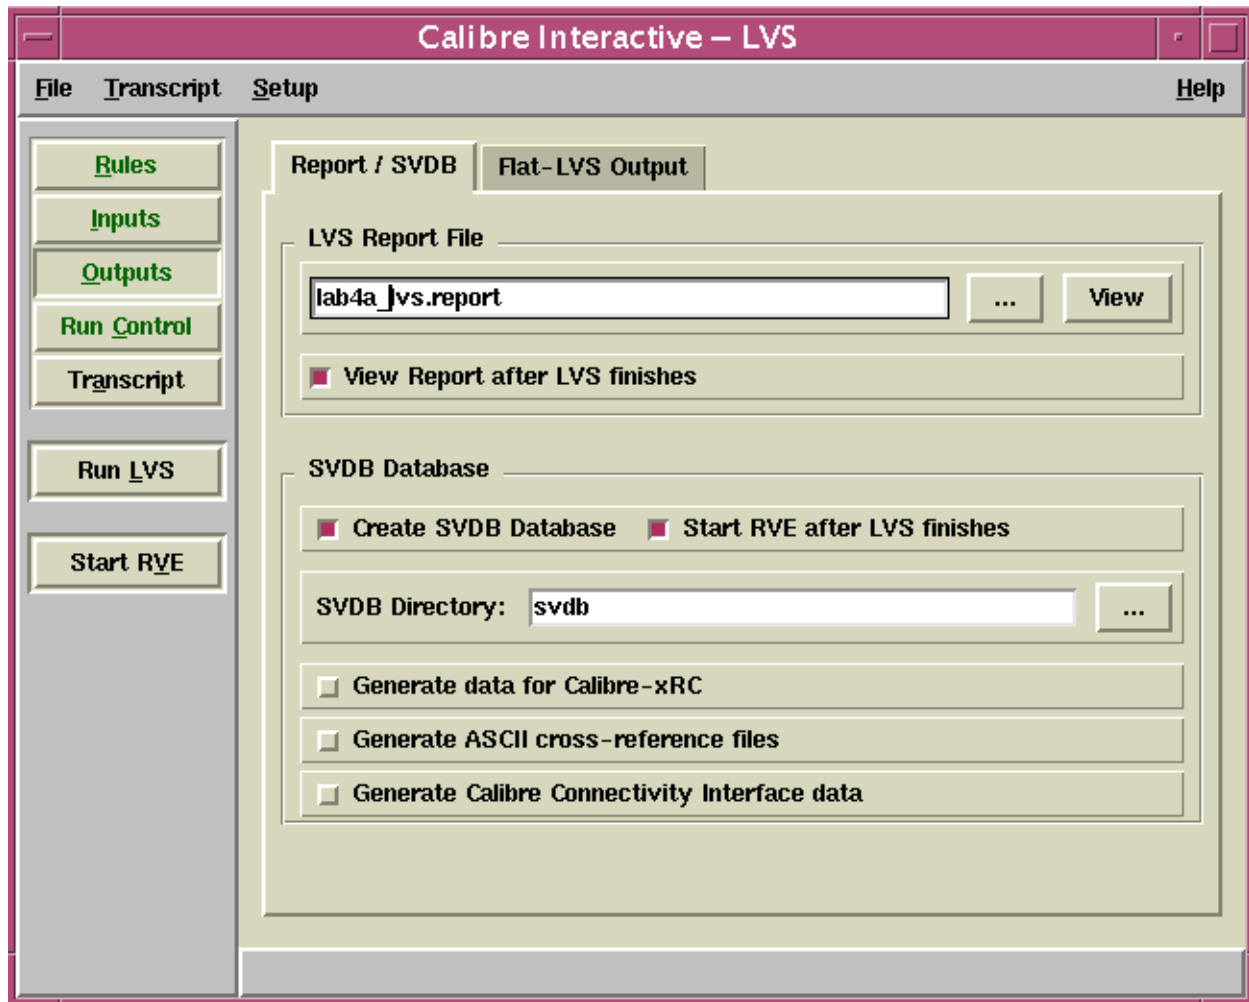 Calibre Interactive – LVS
File Transcript Setup Help
Rules
Inputs
Outputs
Run Control
Transcript
Run LVS
Start RVE
Report / SVDB Flat-LVS Output
LVS Report File
lab4a_lvs.report ... View
View Report after LVS finishes
SVDB Database
Create SVDB Database Start RVE after LVS finishes
SVDB Directory: svdb ...
Generate data for Calibre-xRC
Generate ASCII cross-reference files
Generate Calibre Connectivity Interface data